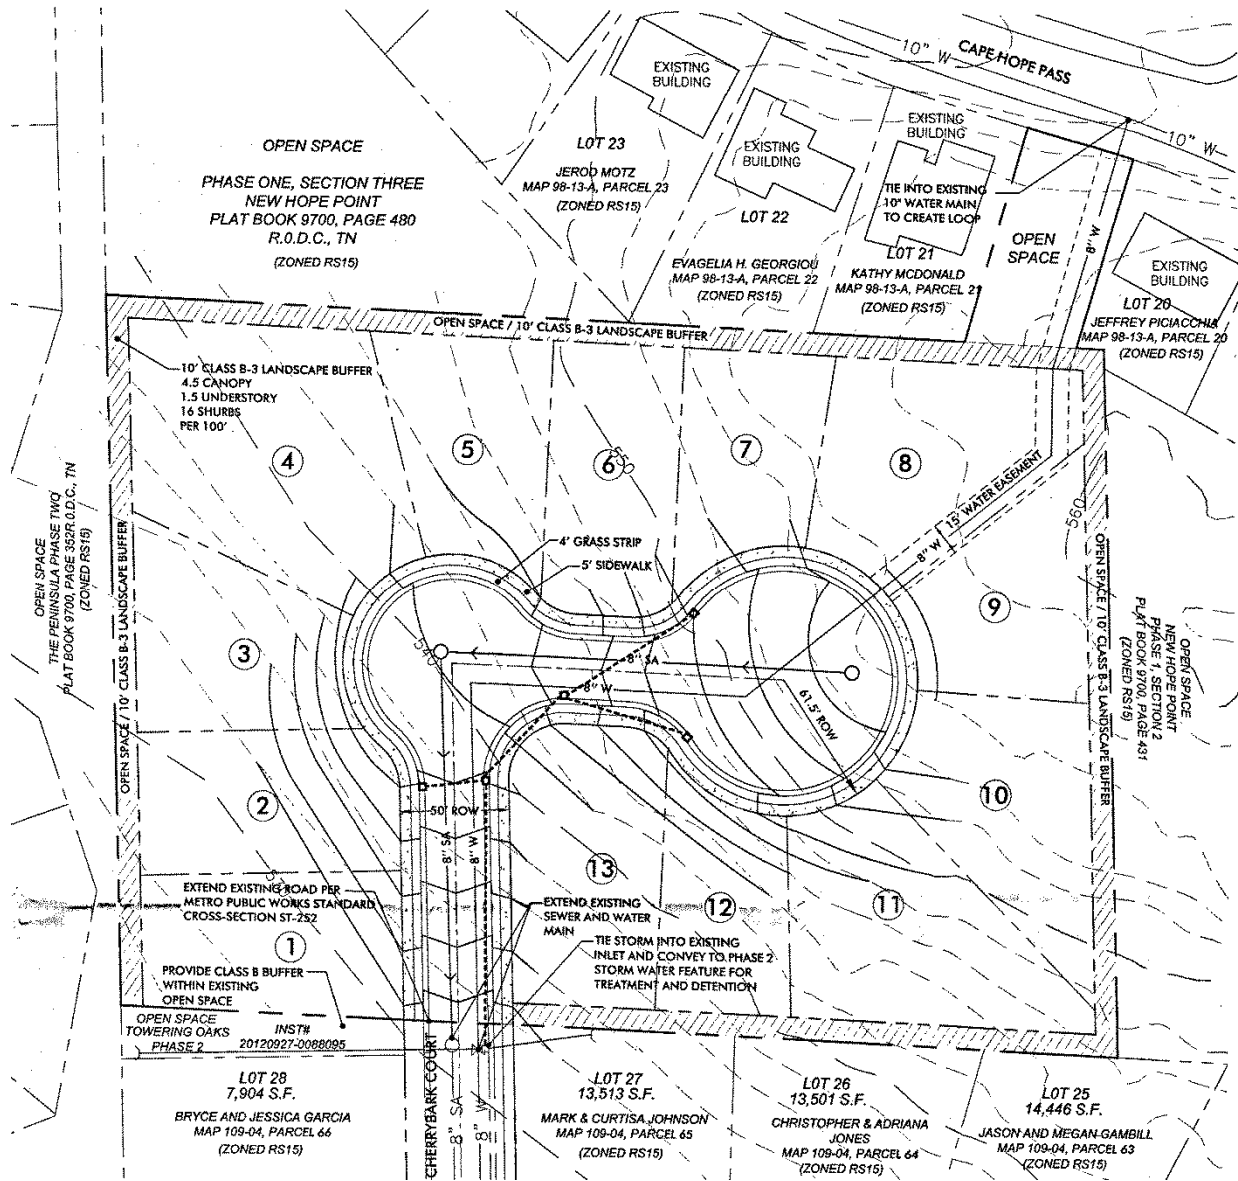 CAPE HOPE PASS
10" W
10" W
EXISTING
BUILDING
EXISTING
BUILDING
EXISTING
BUILDING
EXISTING
BUILDING
OPEN SPACE
PHASE ONE, SECTION THREE
NEW HOPE POINT
PLAT BOOK 9700, PAGE 480
R.O.D.C., TN
(ZONED RS15)
LOT 23
JEROD MOTZ
MAP 98-13-A, PARCEL 23
(ZONED RS15)
LOT 22
EVAGELIA H. GEORGIOU
MAP 98-13-A, PARCEL 22
(ZONED RS15)
TIE INTO EXISTING
10" WATER MAIN
TO CREATE LOOP
LOT 21
KATHY MCDONALD
MAP 98-13-A, PARCEL 21
(ZONED RS15)
OPEN
SPACE
8" W
LOT 20
JEFFREY PICIACCHIA
MAP 98-13-A, PARCEL 20
(ZONED RS15)
OPEN SPACE / 10' CLASS B-3 LANDSCAPE BUFFER
10' CLASS B-3 LANDSCAPE BUFFER
4.5 CANOPY
1.5 UNDERSTORY
16 SHURBS
PER 100'
4
5
6
550
7
8
15' WATER EASEMENT
8" W
560
OPEN SPACE
THE PENINSULA PHASE TWO
PLAT BOOK 9700, PAGE 352R.O.D.C., TN
(ZONED RS15)
OPEN SPACE / 10' CLASS B-3 LANDSCAPE BUFFER
4' GRASS STRIP
5' SIDEWALK
9
OPEN SPACE / 10' CLASS B-3 LANDSCAPE BUFFER
OPEN SPACE
NEW HOPE POINT
PHASE 1, SECTION 2
PLAT BOOK 9700, PAGE 431
(ZONED RS15)
3
540
8" SA
8" W
61.5' ROW
2
50' ROW
10
8" SA
8" W
13
12
11
EXTEND EXISTING ROAD PER
METRO PUBLIC WORKS STANDARD
CROSS-SECTION ST-252
EXTEND EXISTING
SEWER AND WATER
MAIN
1
TIE STORM INTO EXISTING
INLET AND CONVEY TO PHASE 2
STORM WATER FEATURE FOR
TREATMENT AND DETENTION
PROVIDE CLASS B BUFFER
WITHIN EXISTING
OPEN SPACE
OPEN SPACE
TOWERING OAKS
PHASE 2
INST#
20120927-0088095
CHERRYBARK COURT
8" SA
8" W
LOT 28
7,904 S.F.
BRYCE AND JESSICA GARCIA
MAP 109-04, PARCEL 66
(ZONED RS15)
LOT 27
13,513 S.F.
MARK & CURTISA JOHNSON
MAP 109-04, PARCEL 65
(ZONED RS15)
LOT 26
13,501 S.F.
CHRISTOPHER & ADRIANA
JONES
MAP 109-04, PARCEL 64
(ZONED RS15)
LOT 25
14,446 S.F.
JASON AND MEGAN GAMBILL
MAP 109-04, PARCEL 63
(ZONED RS15)